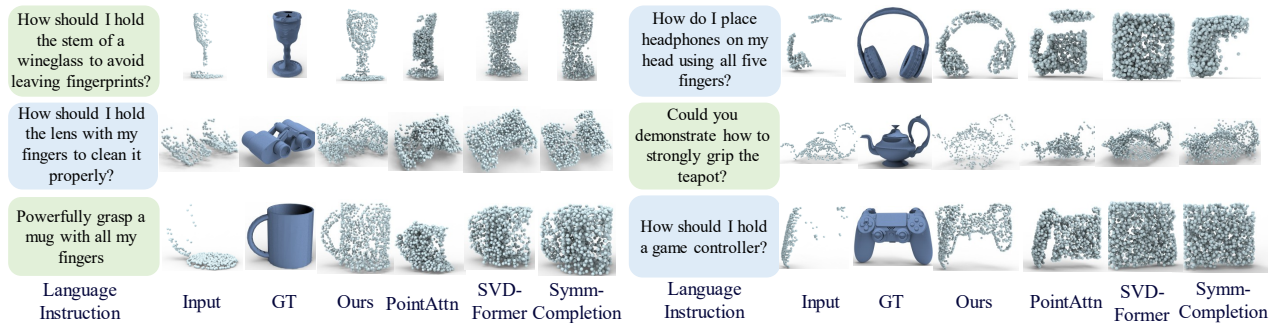 How should I hold
the stem of a
wineglass to avoid
leaving fingerprints?
How should I hold
the lens with my
fingers to clean it
properly?
Powerfully grasp a
mug with all my
fingers
Language
Instruction
Input
GT
Ours
PointAttn
SVD-
Former
Symm-
Completion
How do I place
headphones on my
head using all five
fingers?
Could you
demonstrate how to
strongly grip the
teapot?
How should I hold
a game controller?
Language
Instruction
Input
GT
Ours
PointAttn
SVD-
Former
Symm-
Completion